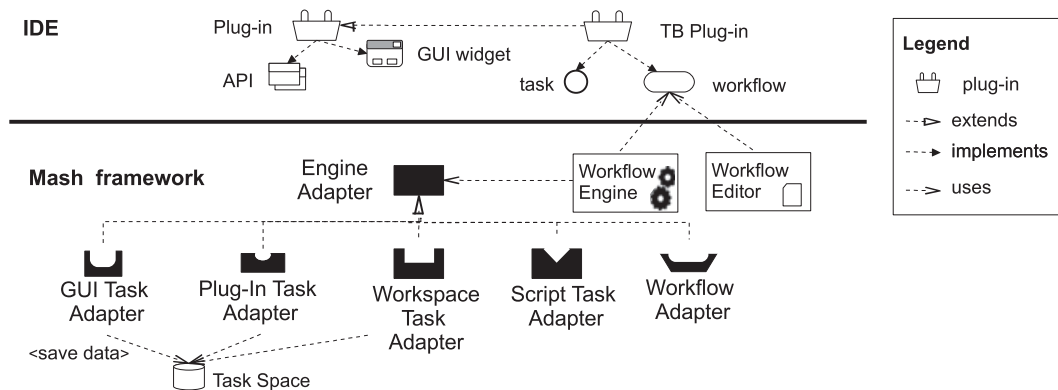 IDE
Plug-in
TB Plug-in
GUI widget
API
task
workflow
Legend
plug-in
extends
implements
uses
Mash framework
Engine
Adapter
Workflow
Engine
Workflow
Editor
GUI Task
Adapter
Plug-In Task
Adapter
Workspace
Task
Adapter
Script Task
Adapter
Workflow
Adapter
<save data>
Task Space